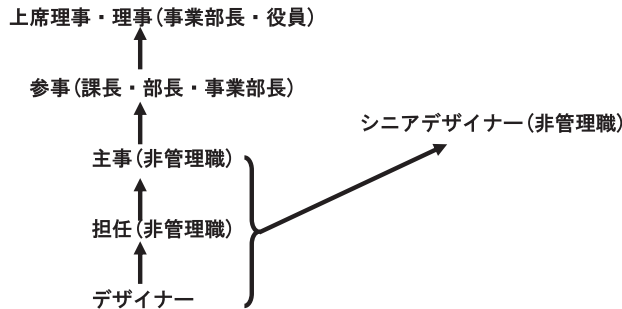 上席理事・理事(事業部長・役員)
参事(課長・部長・事業部長)
シニアデザイナー(非管理職)
主事(非管理職)
担任(非管理職)
デザイナー